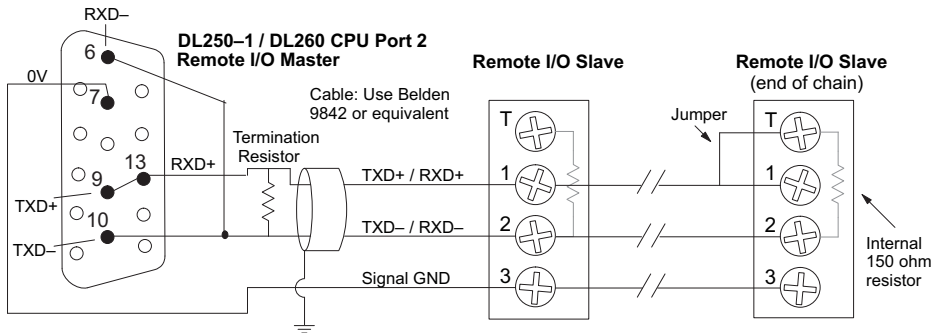 RXD–
6
DL250–1 / DL260 CPU Port 2
Remote I/O Master
0V
7
Cable: Use Belden
9842 or equivalent
Termination
Resistor
13
RXD+
9
TXD+
10
TXD–
TXD+ / RXD+
TXD– / RXD–
Signal GND
Remote I/O Slave
T
1
2
3
Jumper
Remote I/O Slave
(end of chain)
T
1
2
3
Internal
150 ohm
resistor